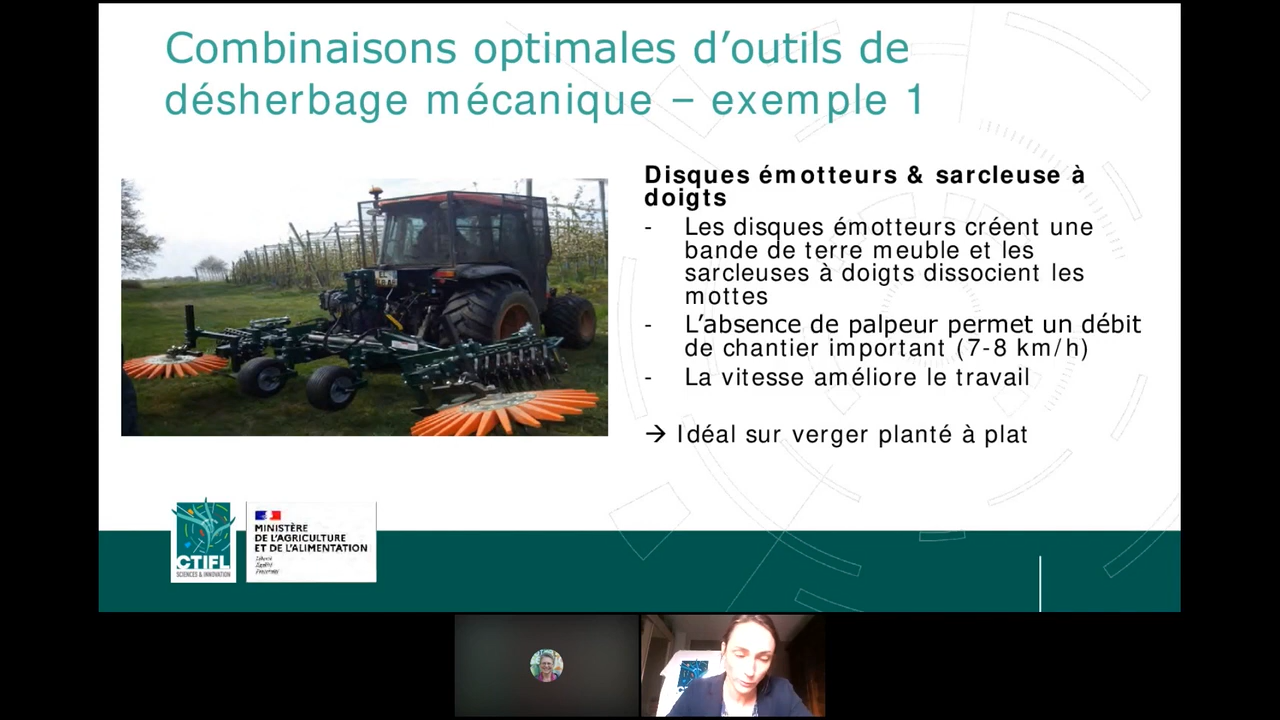 Combinaisons optimales d’outils de
désherbage mécanique – exemple 1
Disques émotteurs & sarcleuse à
doigts
- Les disques émotteurs créent une
bande de terre meuble et les
sarcleuses à doigts dissocient les
mottes
- L’absence de palpeur permet un débit
de chantier important (7-8 km/h)
- La vitesse améliore le travail
→ Idéal sur verger planté à plat
CTIFL
SCIENCES & INNOVATION
MINISTÈRE
DE L’AGRICULTURE
ET DE L’ALIMENTATION
Liberté
Égalité
Fraternité